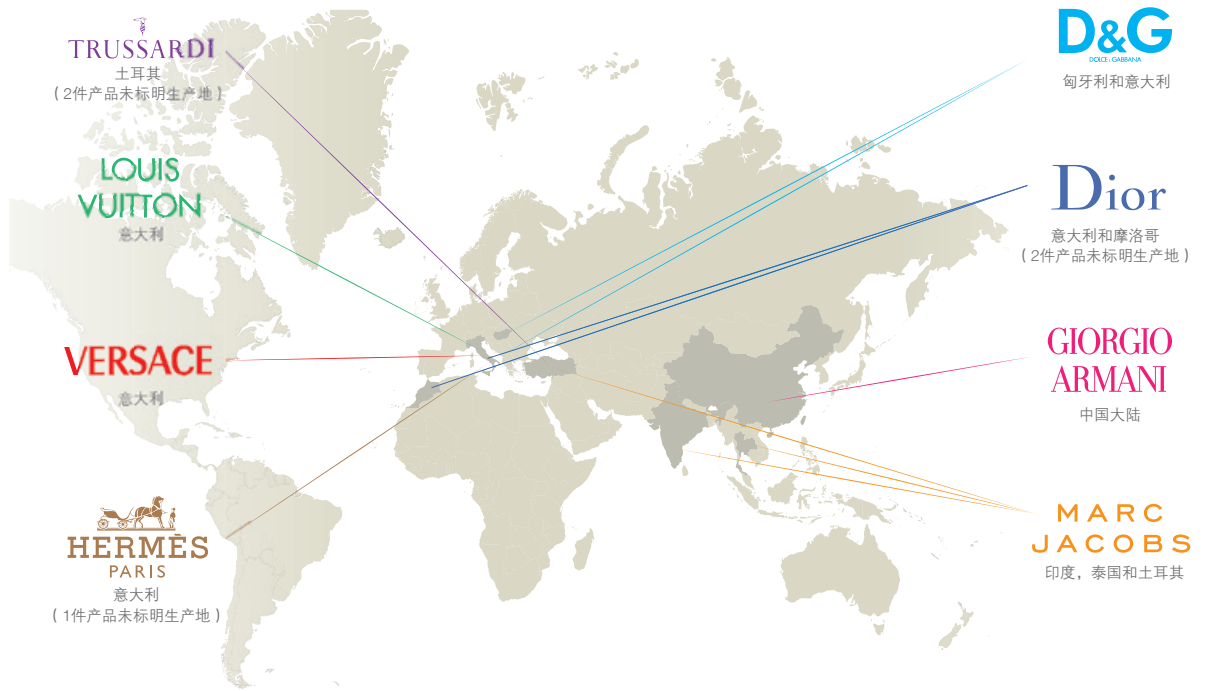 TRUSSARDI
土耳其
（2件产品未标明生产地）
LOUIS
VUITTON
意大利
VERSACE
意大利
HERMÈS
PARIS
意大利
（1件产品未标明生产地）
D&G
DOLCE & GABBANA
匈牙利和意大利
Dior
意大利和摩洛哥
（2件产品未标明生产地）
GIORGIO
ARMANI
中国大陆
MARC
JACOBS
印度，泰国和土耳其